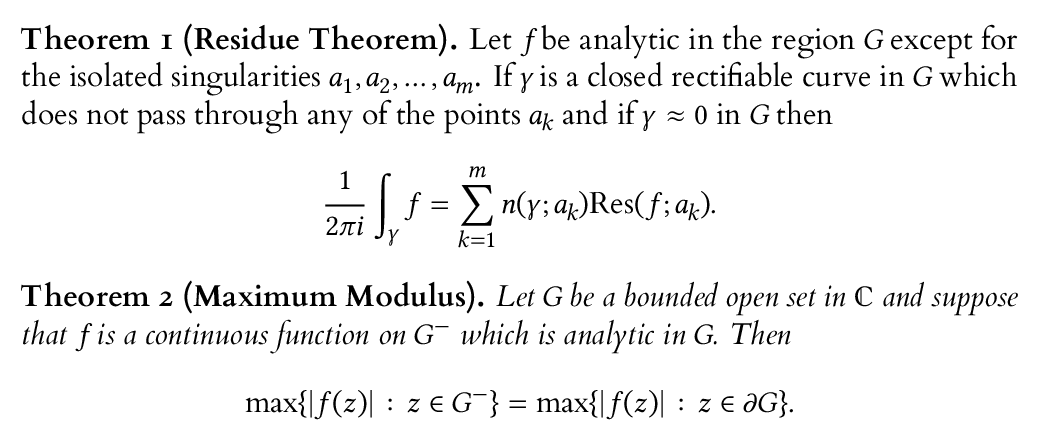 Theorem 1 (Residue Theorem). Let f be analytic in the region G except for
the isolated singularities a₁, a₂, ..., aₘ. If γ is a closed rectifiable curve in G which
does not pass through any of the points aₖ and if γ ≈ 0 in G then
1/2πi ∫_γ f = ∑_{k=1}^{m} n(γ; aₖ)Res(f; aₖ).
Theorem 2 (Maximum Modulus). Let G be a bounded open set in ℂ and suppose
that f is a continuous function on G⁻ which is analytic in G. Then
max{|f(z)| : z ∈ G⁻} = max{|f(z)| : z ∈ ∂G}.